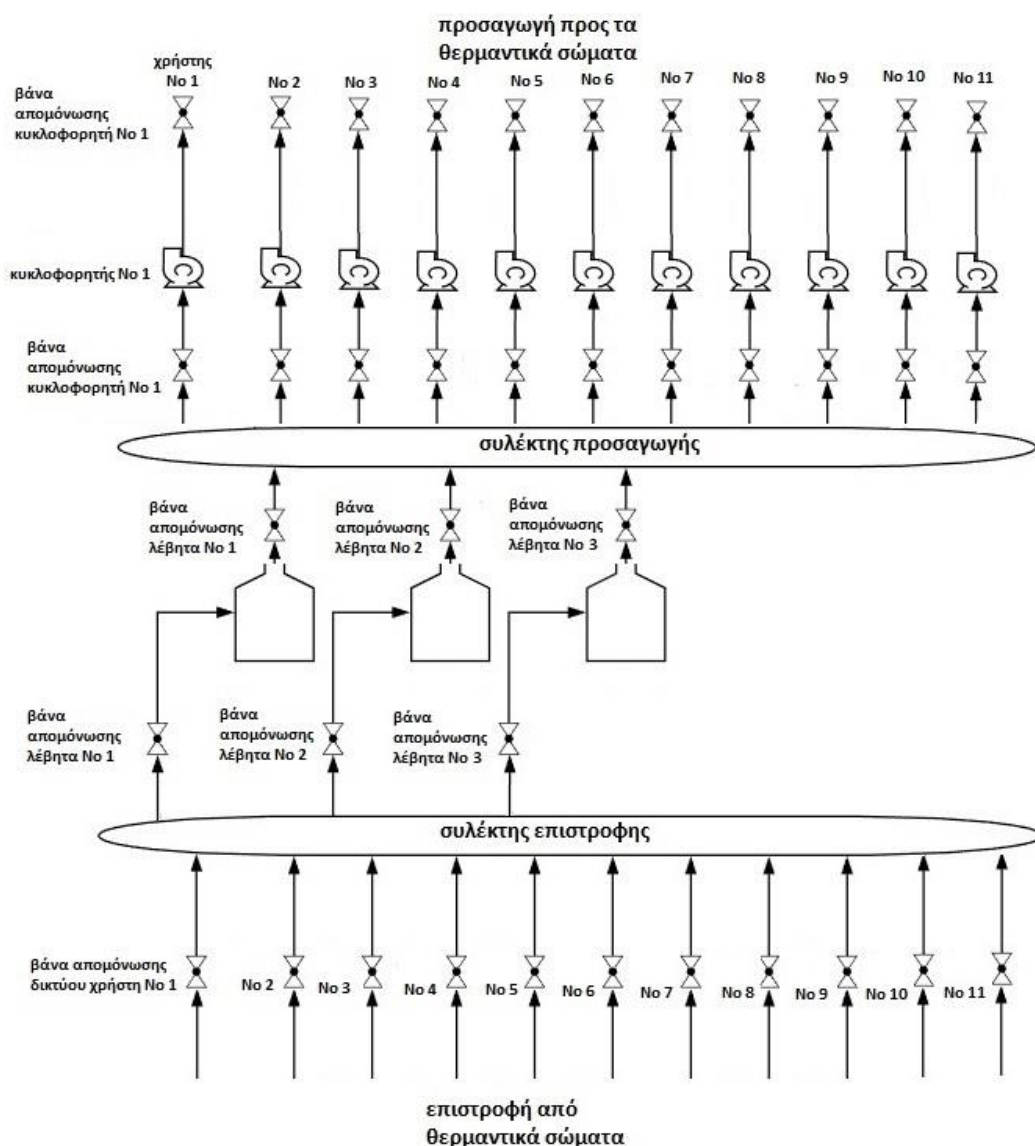 προσαγωγή προς τα
θερμαντικά σώματα
χρήστης
No 1
No 2
No 3
No 4
No 5
No 6
No 7
No 8
No 9
No 10
No 11
βάνα
απομόνωσης
κυκλοφορητή No 1
κυκλοφορητής No 1
βάνα
απομόνωσης
κυκλοφορητή No 1
συλέκτης προσαγωγής
βάνα
απομόνωσης
λέβητα No 1
βάνα
απομόνωσης
λέβητα No 2
βάνα
απομόνωσης
λέβητα No 3
βάνα
απομόνωσης
λέβητα No 1
βάνα
απομόνωσης
λέβητα No 2
βάνα
απομόνωσης
λέβητα No 3
συλέκτης επιστροφης
βάνα απομόνωσης
δικτύου χρήστη No 1
No 2
No 3
No 4
No 5
No 6
No 7
No 8
No 9
No 10
No 11
επιστροφή από
θερμαντικά σώματα